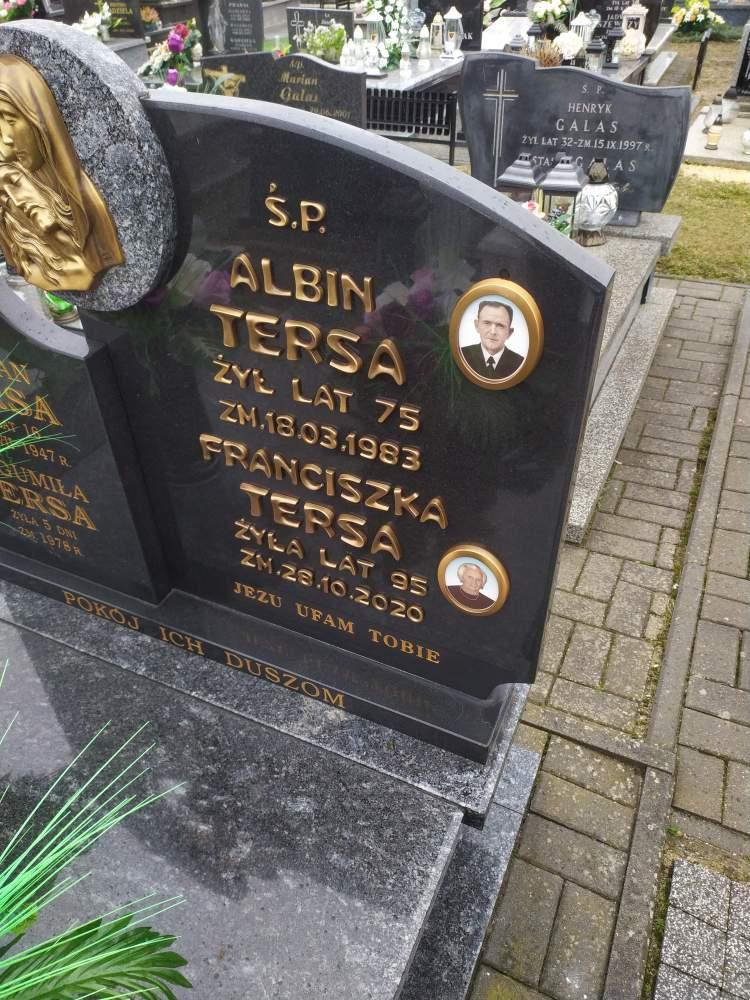 Ś.P.
ALBIN
TERSA
ŻYŁ LAT 75
ZM.18.03.1983
FRANCISZKA
TERSA
ŻYŁA LAT 95
ZM.28.10.2020
JEZU UFAM TOBIE
POKÓJ ICH DUSZOM
1947 R.
TERSA
ŻYŁA 5 DNI
ZM. 1978 R
Ś.P.
Marian
Galas
Ś. P.
HENRYK
GALAS
ŻYŁ LAT 32-ZM.15.IX.1997 R.
GALAS